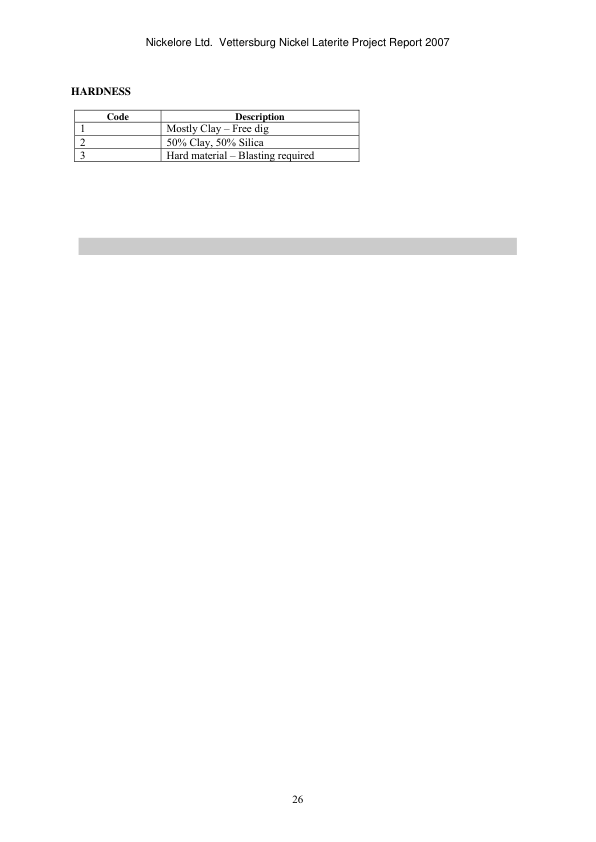 Nickelore Ltd.  Vettersburg Nickel Laterite Project Report 2007
HARDNESS
Code Description
1 Mostly Clay – Free dig
2 50% Clay, 50% Silica
3 Hard material – Blasting required
26